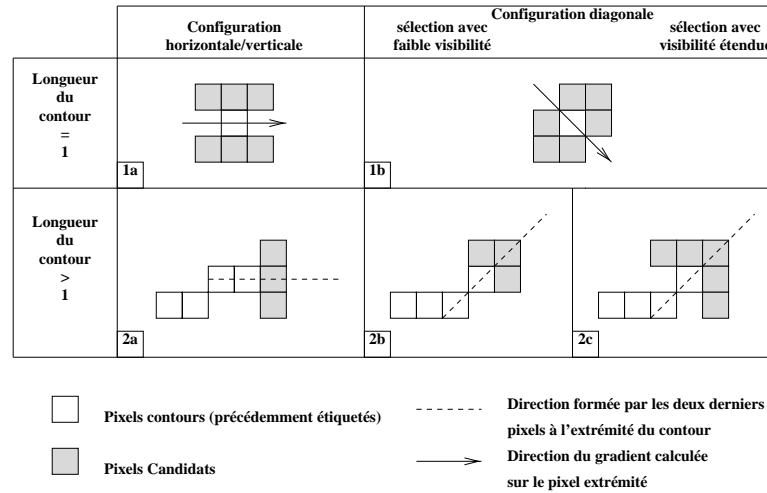 Configuration diagonale
Configuration
horizontale/verticale
sélection avec
faible visibilité
sélection avec
visibilité étendue
Longueur
du
contour
=
1
1a
1b
Longueur
du
contour
>
1
2a
2b
2c
Pixels contours (précédemment étiquetés)
Pixels Candidats
Direction formée par les deux derniers
pixels à l'extrémité du contour
Direction du gradient calculée
sur le pixel extrémité